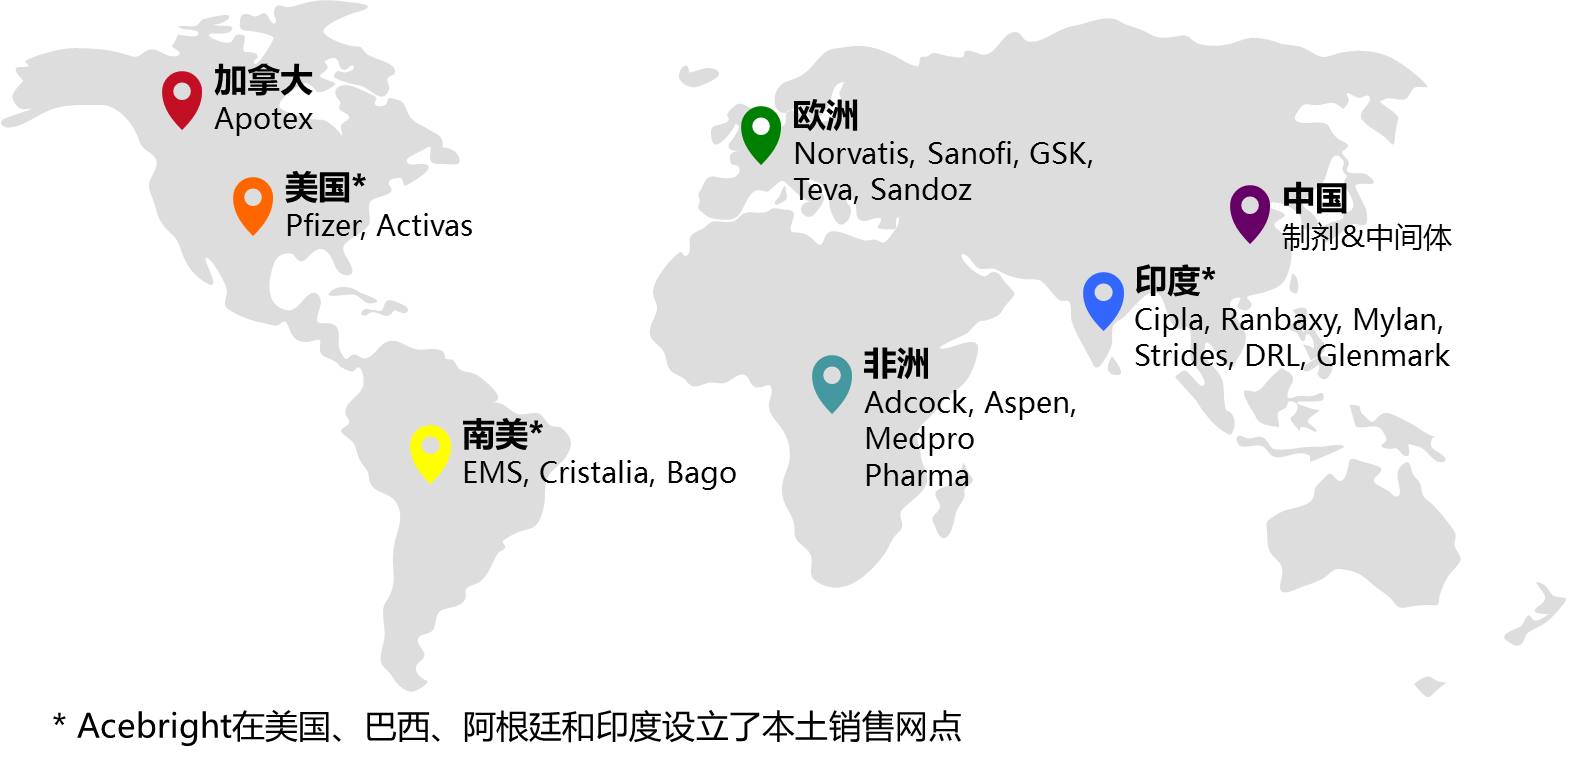 加拿大
Apotex
美国*
Pfizer, Activas
欧洲
Norvatis, Sanofi, GSK,
Teva, Sandoz
中国
制剂&中间体
印度*
Cipla, Ranbaxy, Mylan,
Strides, DRL, Glenmark
非洲
Adcock, Aspen,
Medpro
Pharma
南美*
EMS, Cristalia, Bago
* Acebright在美国、巴西、阿根廷和印度设立了本土销售网点